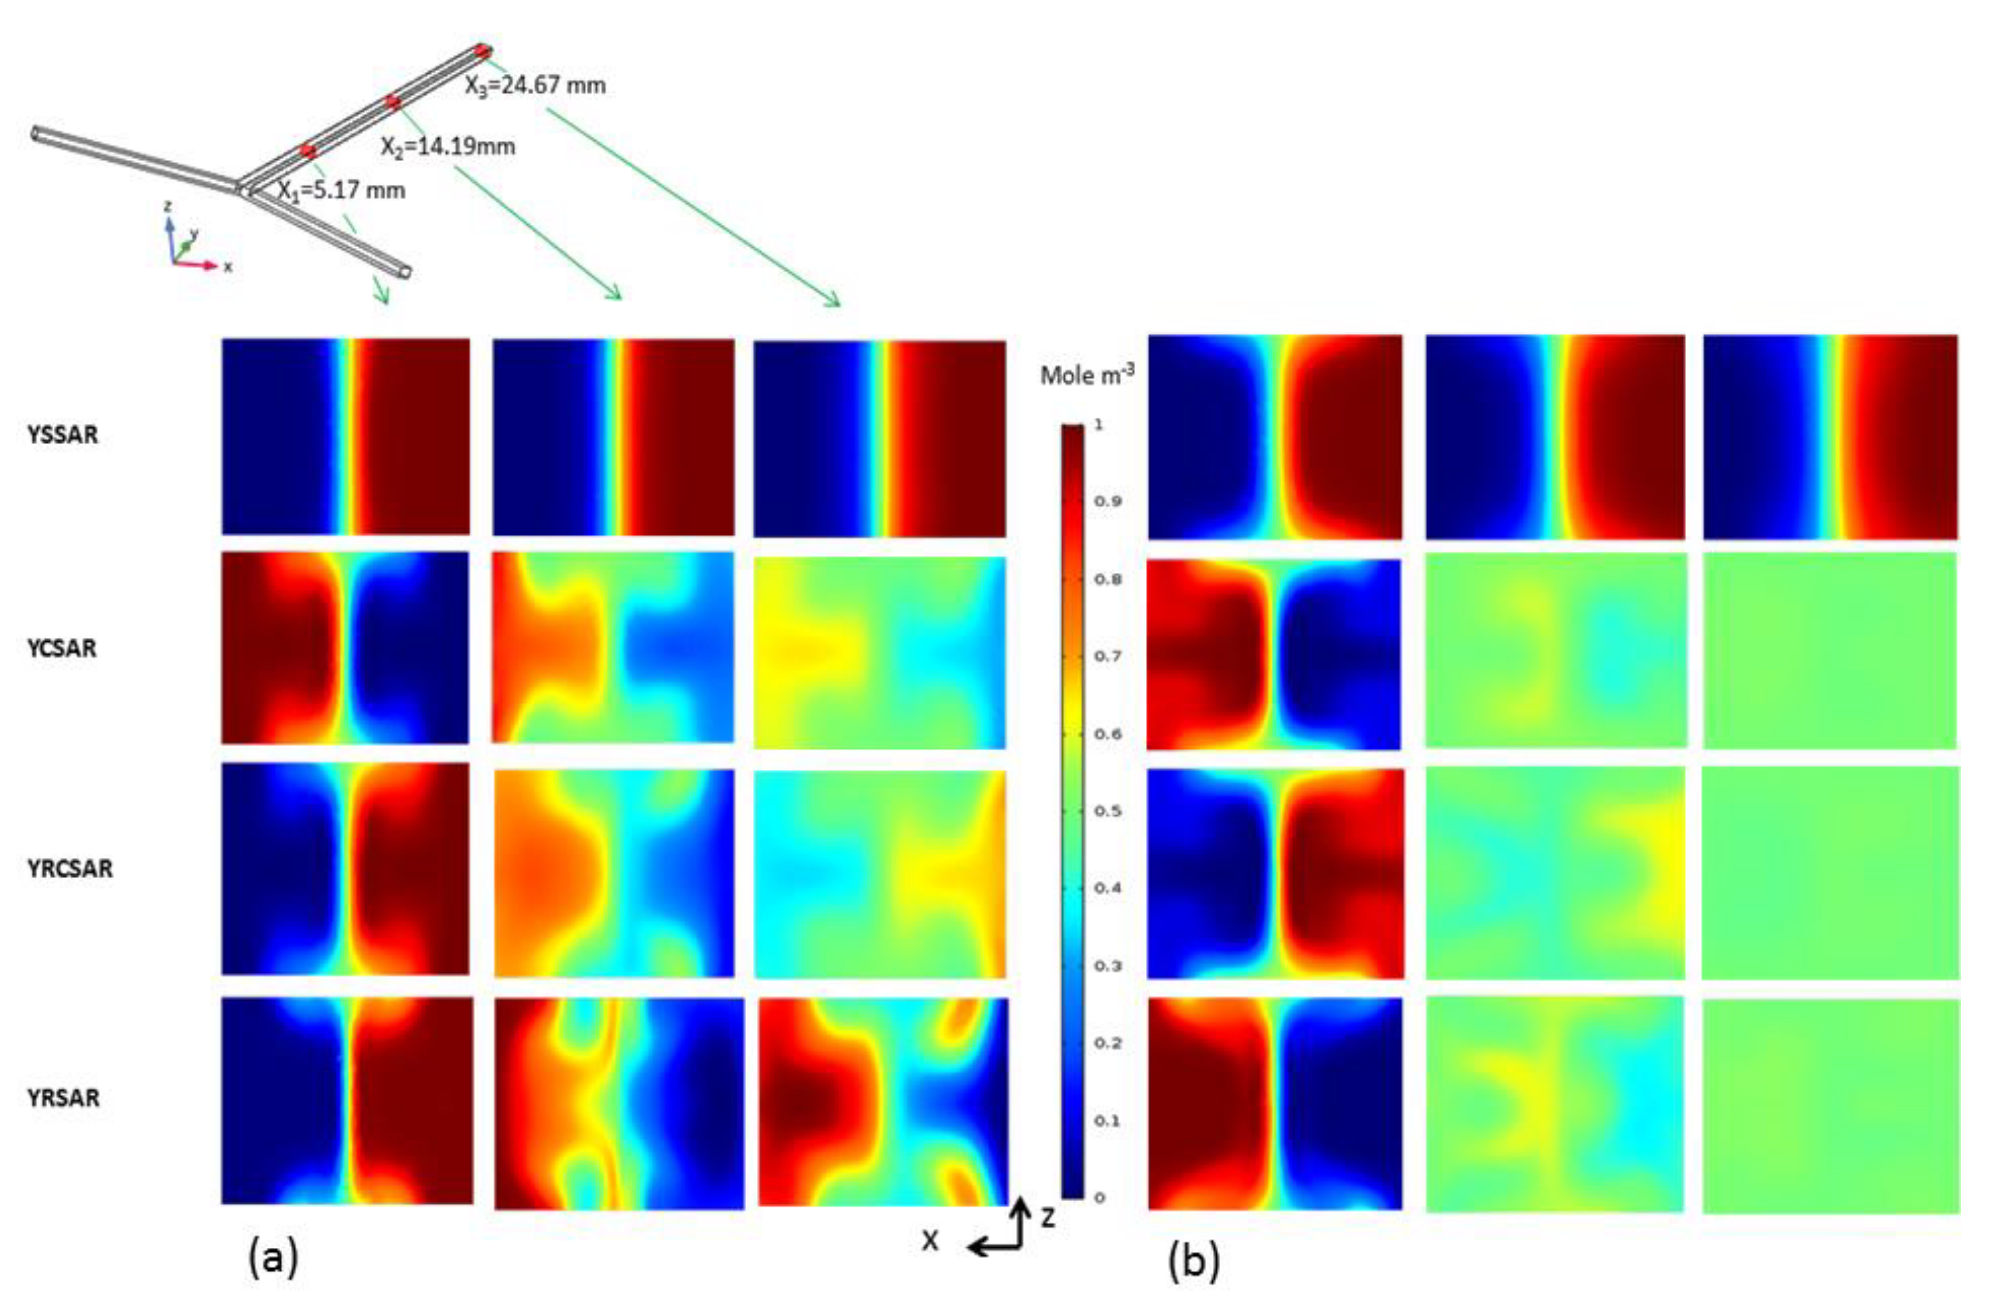 X3=24.67 mm
X2=14.19mm
X1=5.17 mm
z
y
x
Mole m-3
1
0.9
0.8
0.7
0.6
0.5
0.4
0.3
0.2
0.1
0
YSSAR
YCSAR
YRCSAR
YRSAR
z
x
(a)
(b)